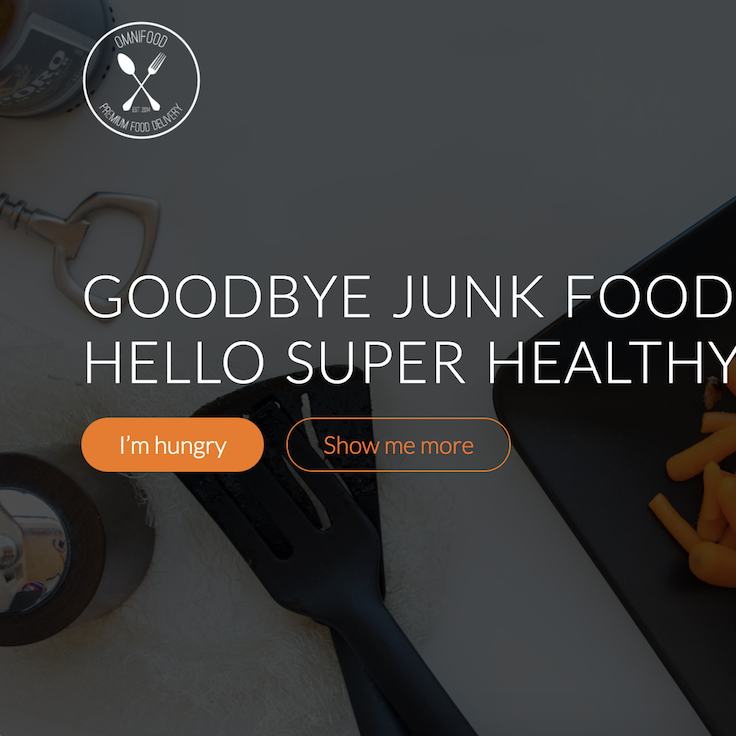 OMNIFOOD
EST 2014
PREMIUM FOOD DELIVERY
GOODBYE JUNK FOOD
HELLO SUPER HEALTHY
I'm hungry
Show me more